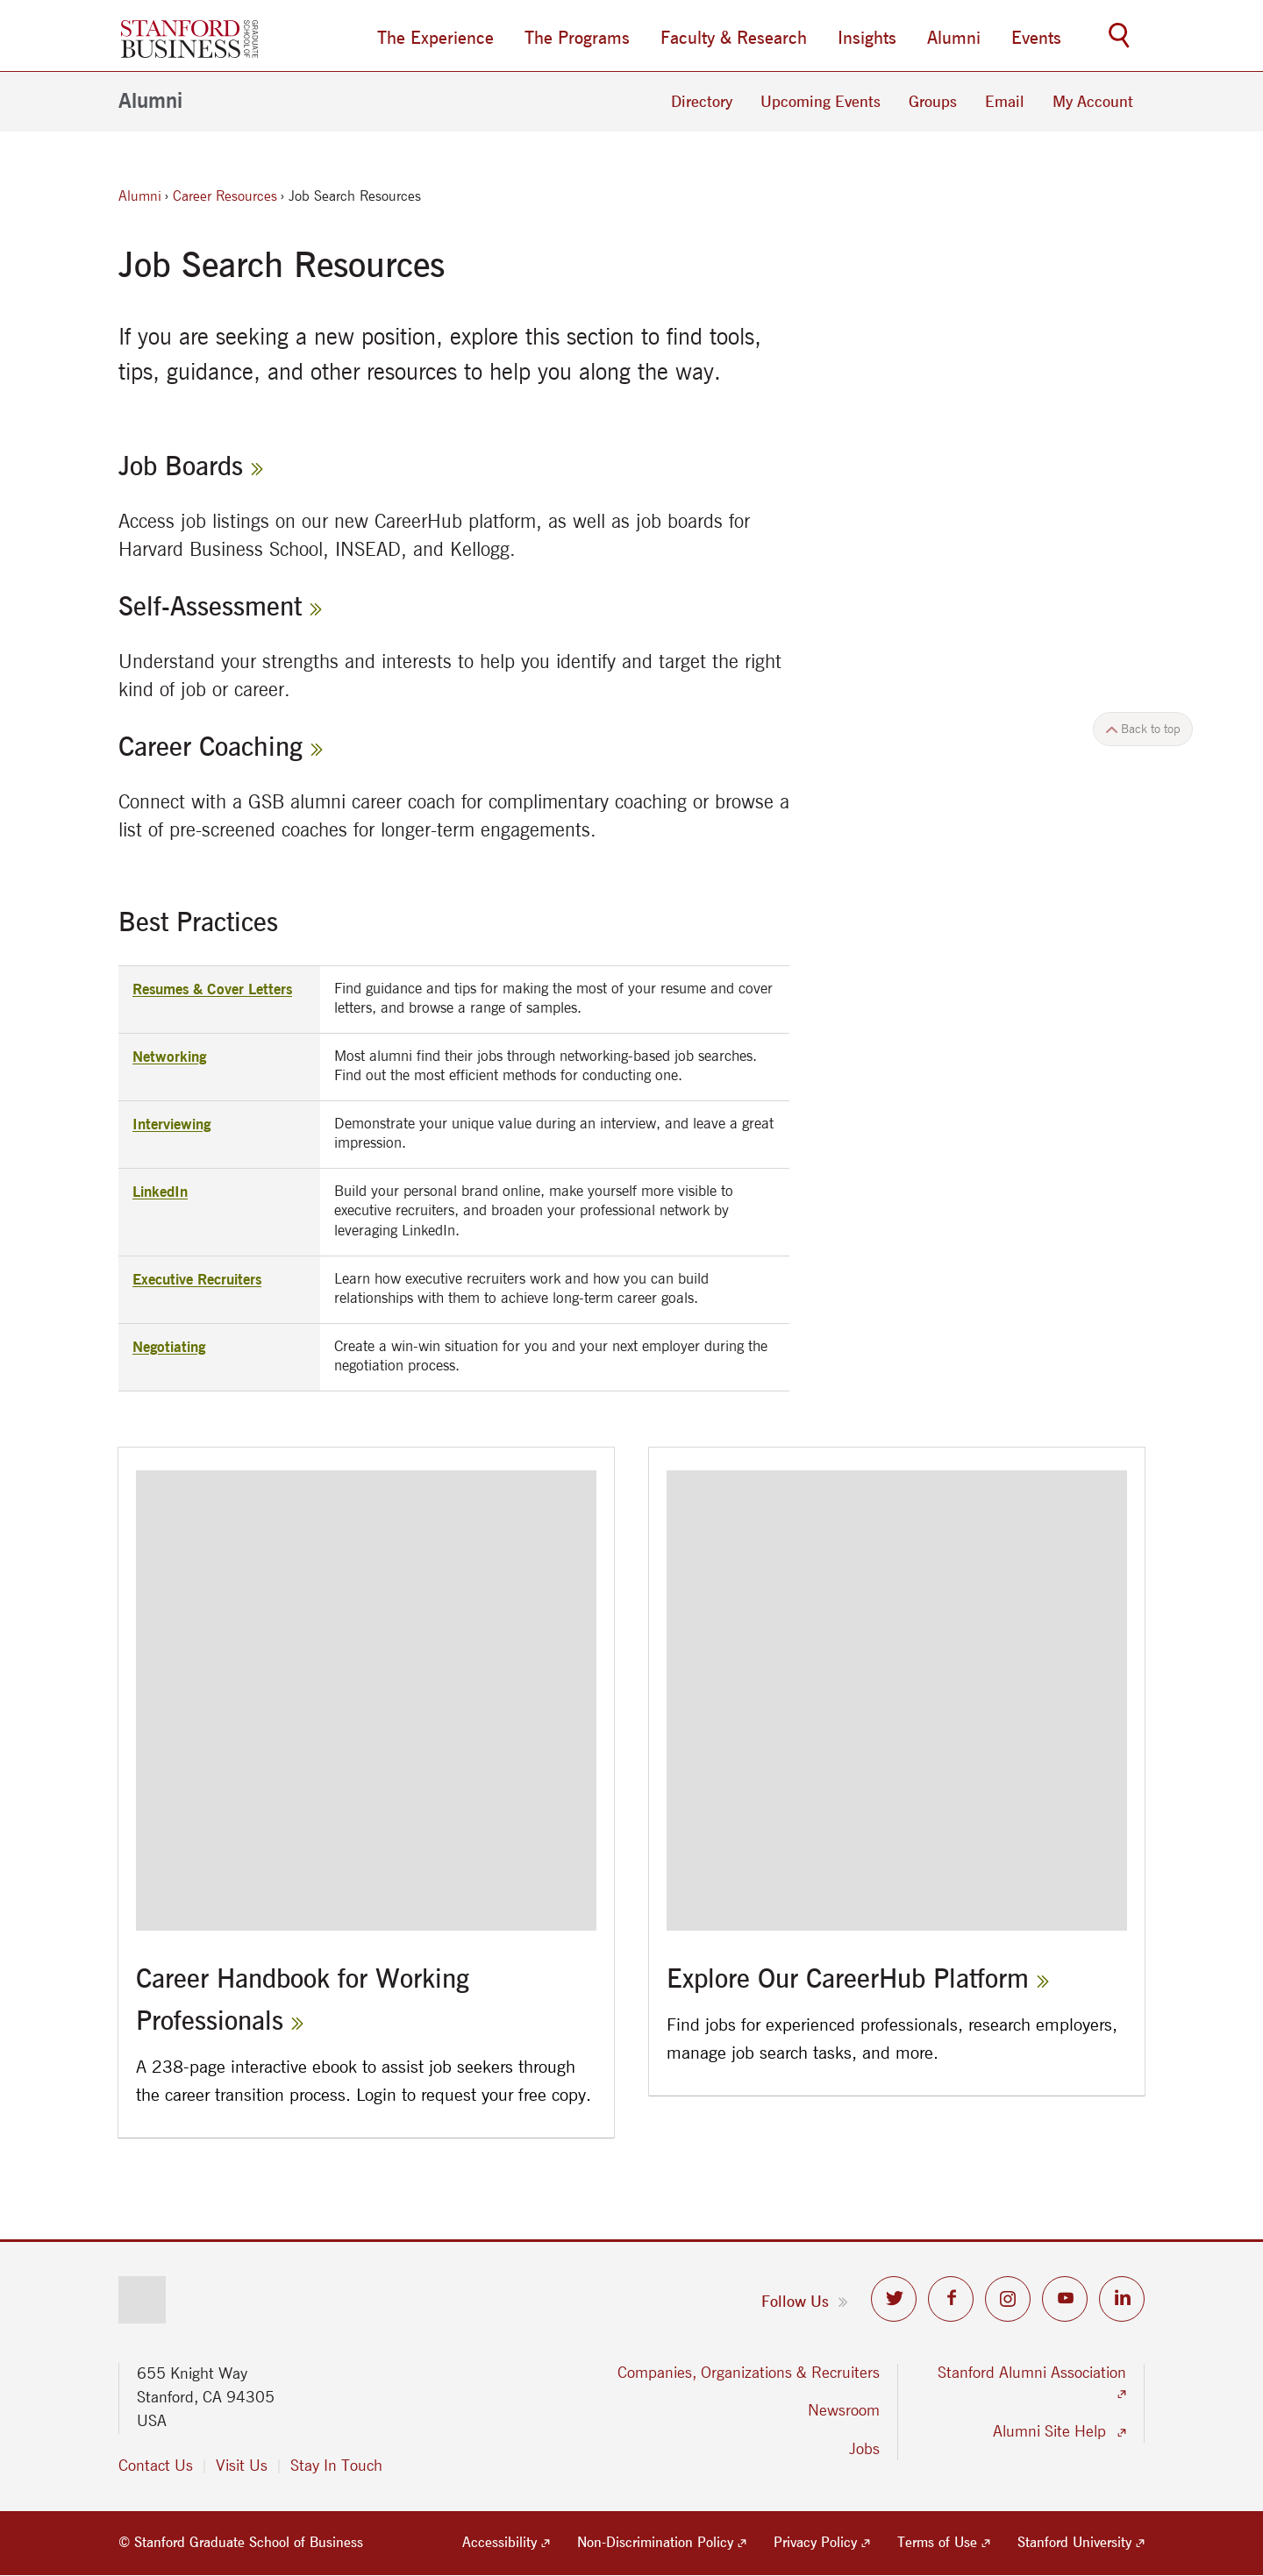 STANFORD
BUSINESS
GRADUATE
SCHOOL OF
The Experience
The Programs
Faculty & Research
Insights
Alumni
Events
Alumni
Directory
Upcoming Events
Groups
Email
My Account
Alumni › Career Resources › Job Search Resources
Job Search Resources
If you are seeking a new position, explore this section to find tools,
tips, guidance, and other resources to help you along the way.
Job Boards »
Access job listings on our new CareerHub platform, as well as job boards for
Harvard Business School, INSEAD, and Kellogg.
Self-Assessment »
Understand your strengths and interests to help you identify and target the right
kind of job or career.
Back to top
Career Coaching »
Connect with a GSB alumni career coach for complimentary coaching or browse a
list of pre-screened coaches for longer-term engagements.
Best Practices
Resumes & Cover Letters
Find guidance and tips for making the most of your resume and cover
letters, and browse a range of samples.
Networking
Most alumni find their jobs through networking-based job searches.
Find out the most efficient methods for conducting one.
Interviewing
Demonstrate your unique value during an interview, and leave a great
impression.
LinkedIn
Build your personal brand online, make yourself more visible to
executive recruiters, and broaden your professional network by
leveraging LinkedIn.
Executive Recruiters
Learn how executive recruiters work and how you can build
relationships with them to achieve long-term career goals.
Negotiating
Create a win-win situation for you and your next employer during the
negotiation process.
Career Handbook for Working
Professionals »
A 238-page interactive ebook to assist job seekers through
the career transition process. Login to request your free copy.
Explore Our CareerHub Platform »
Find jobs for experienced professionals, research employers,
manage job search tasks, and more.
Follow Us »
655 Knight Way
Stanford, CA 94305
USA
Contact Us | Visit Us | Stay In Touch
Companies, Organizations & Recruiters
Newsroom
Jobs
Stanford Alumni Association
Alumni Site Help
© Stanford Graduate School of Business
Accessibility
Non-Discrimination Policy
Privacy Policy
Terms of Use
Stanford University